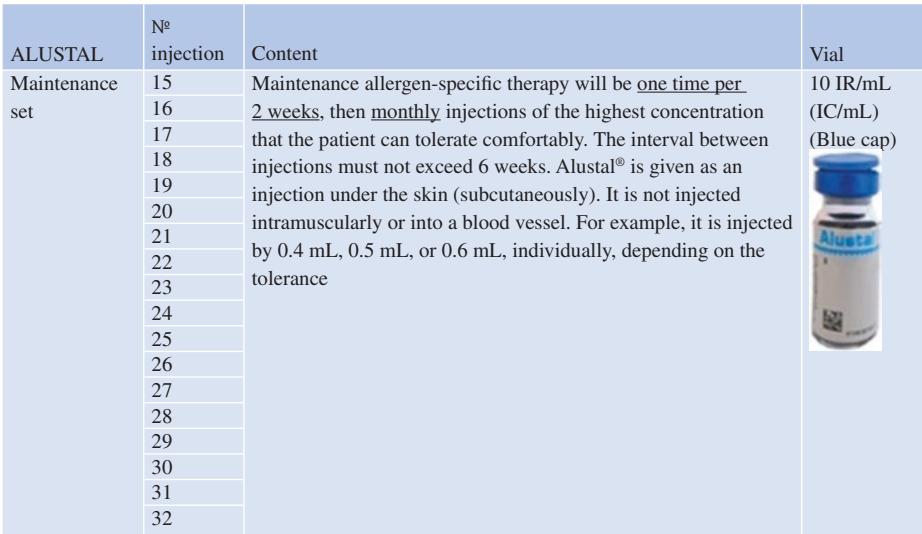 ALUSTAL
№
injection
Content
Vial
Maintenance
set
15
16
17
18
19
20
21
22
23
24
25
26
27
28
29
30
31
32
Maintenance allergen-specific therapy will be one time per
2 weeks, then monthly injections of the highest concentration
that the patient can tolerate comfortably. The interval between
injections must not exceed 6 weeks. Alustal® is given as an
injection under the skin (subcutaneously). It is not injected
intramuscularly or into a blood vessel. For example, it is injected
by 0.4 mL, 0.5 mL, or 0.6 mL, individually, depending on the
tolerance
10 IR/mL
(IC/mL)
(Blue cap)
Alustal